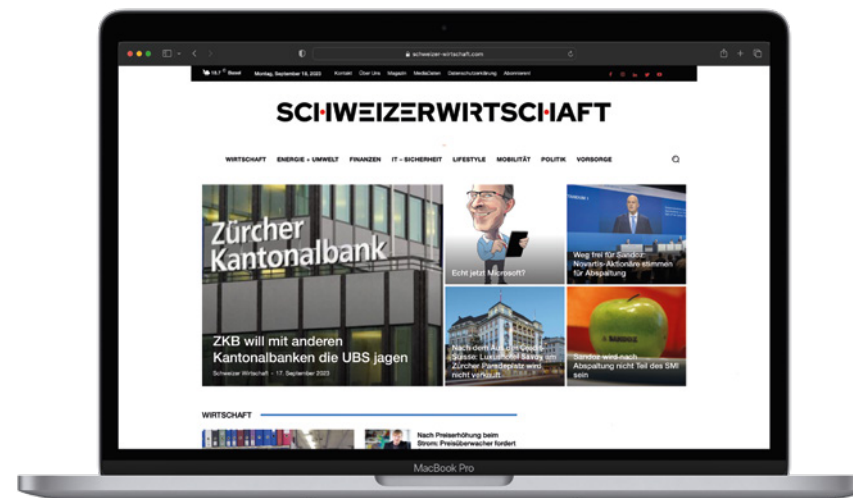 schweizer-wirtschaft.com
19.7 °C Basel Montag, September 18, 2023 Kontakt Über Uns Magazin MediaDaten Datenschutzerklärung Abonnieren!
SCHWEIZERWIRTSCHAFT
WIRTSCHAFT ENERGIE + UMWELT FINANZEN IT – SICHERHEIT LIFESTYLE MOBILITÄT POLITIK VORSORGE
Zürcher
Kantonalbank
ZKB will mit anderen
Kantonalbanken die UBS jagen
Schweizer Wirtschaft - 17. September 2023
Echt jetzt Microsoft?
Weg frei für Sandoz:
Novartis-Aktionäre stimmen
für Abspaltung
Nach dem Aus der Credit
Suisse: Luxushotel Savoy am
Zürcher Paradeplatz wird
nicht verkauft
SANDOZ
Sandoz wird nach
Abspaltung nicht Teil des SMI
sein
WIRTSCHAFT
Nach Preiserhöhung beim
Strom: Preisüberwacher fordert
MacBook Pro